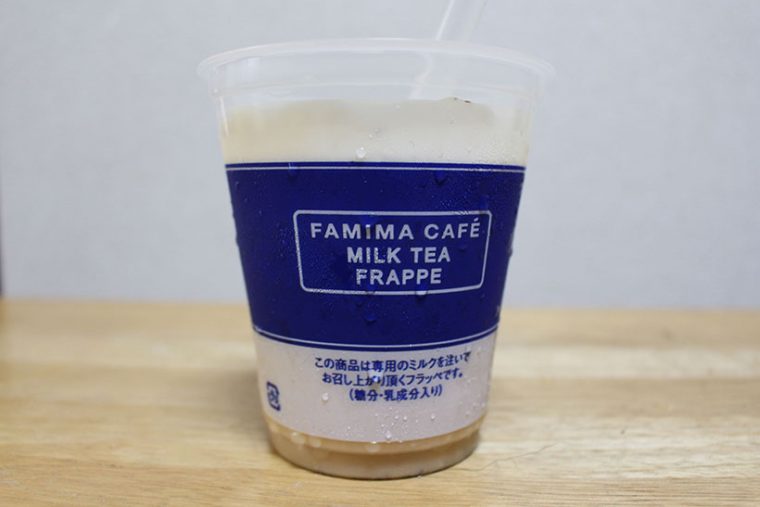 FAMIMA CAFÉ
MILK TEA
FRAPPE
この商品は専用のミルクを注いで
お召し上がり頂くフラッペです。
(糖分・乳成分入り)